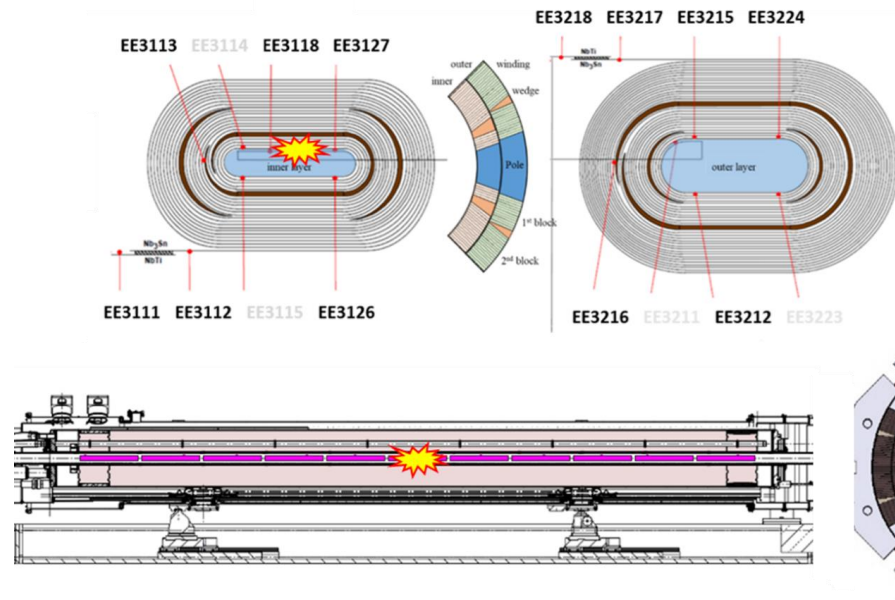 EE3218 EE3217 EE3215 EE3224
EE3113 EE3114 EE3118 EE3127
NbTi
Nb3Sn
outer
inner
winding
wedge
Pole
1st block
2nd block
inner layer
outer layer
Nb3Sn
NbTi
EE3111 EE3112 EE3115 EE3126
EE3216 EE3211 EE3212 EE3223